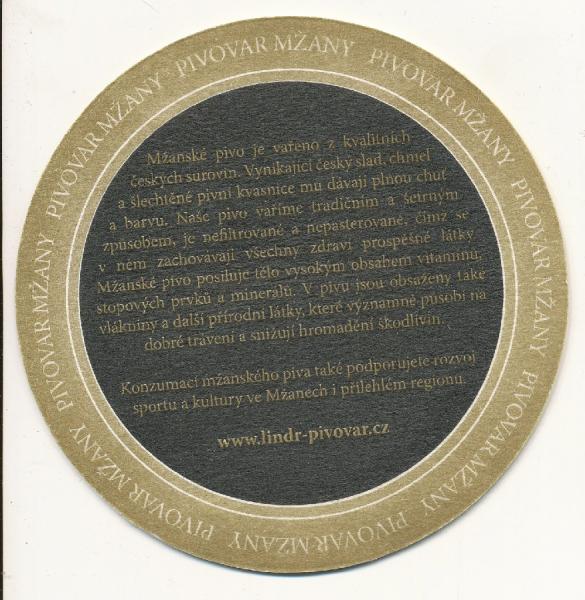 PIVOVAR MŽANY PIVOVAR MŽANY PIVOVAR MŽANY PIVOVAR MŽANY PIVOVAR MŽANY PIVOVAR MŽANY PIVOVAR MŽANY PIVOVAR MŽANY
Mžanské pivo je vařeno z kvalitních
českých surovin. Vynikající český slad, chmel
a šlechtěné pivní kvasnice mu dávají plnou chuť
a barvu. Naše pivo vaříme tradičním a šetrným
způsobem, je nefiltrované a nepasterované, čímž se
v něm zachovávají všechny zdraví prospěšné látky.
Mžanské pivo posiluje tělo vysokým obsahem vitamínů,
stopových prvků a minerálů. V pivu jsou obsaženy také
vlákniny a další přírodní látky, které významně působí na
dobré trávení a snižují hromadění škodlivin.
Konzumací mžanského piva také podporujete rozvoj
sportu a kultury ve Mžanech i přilehlém regionu.
www.lindr-pivovar.cz